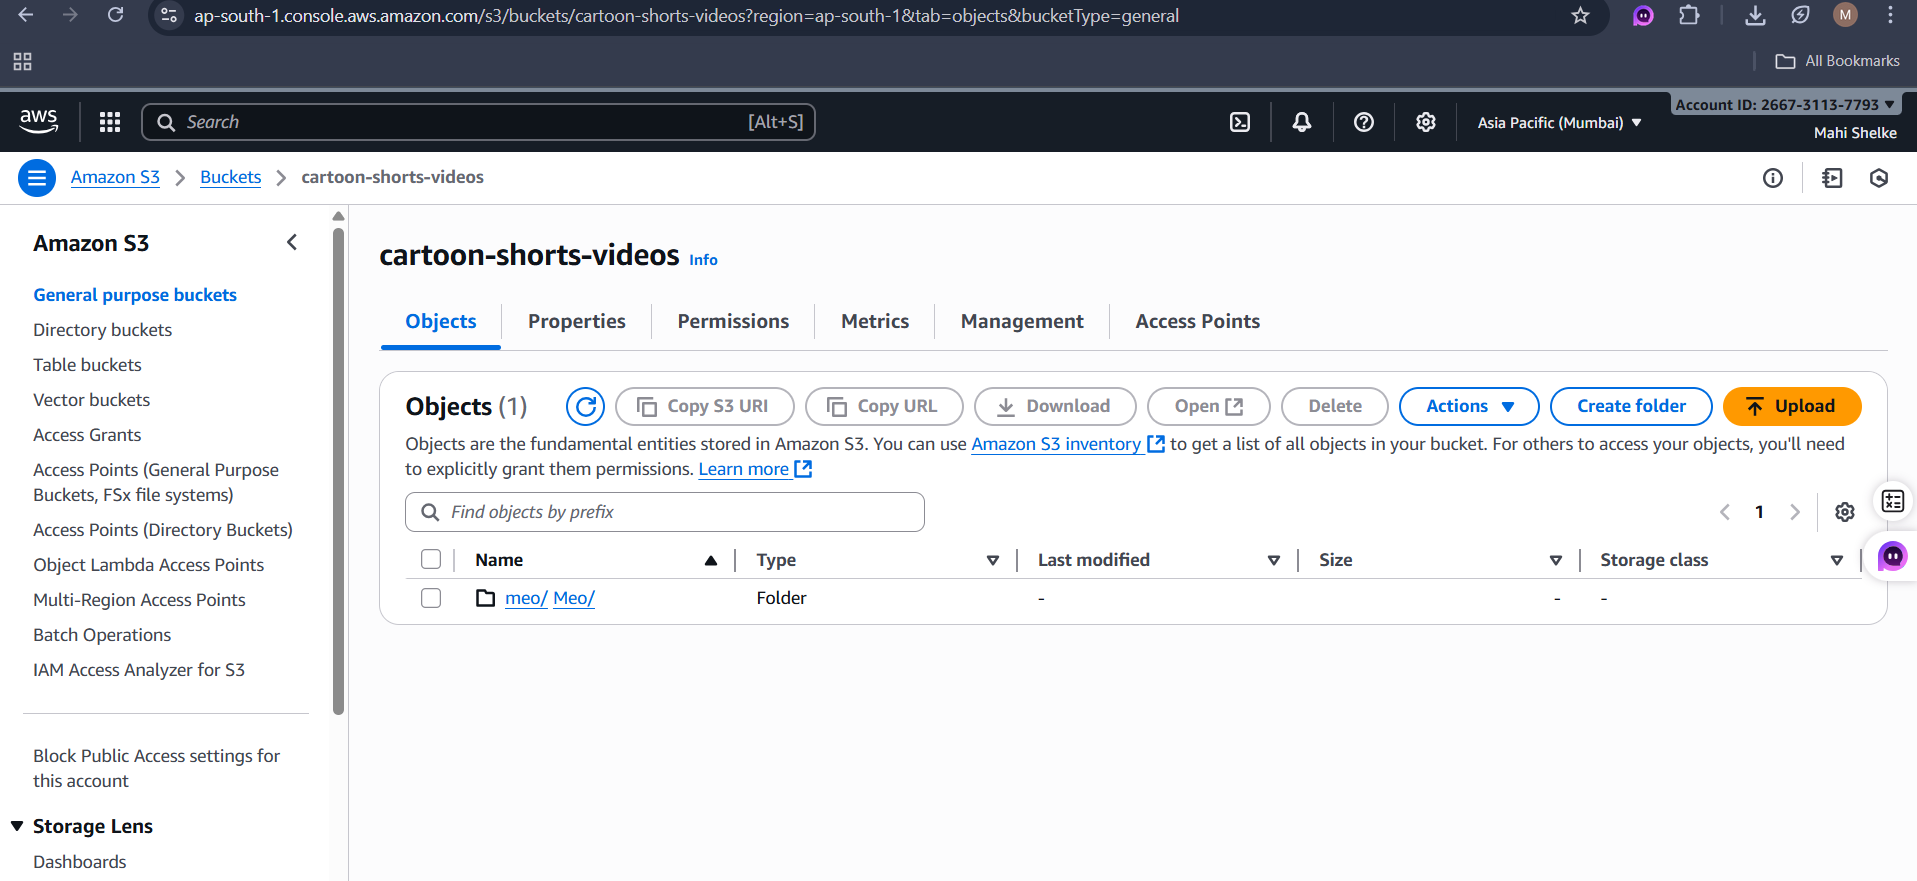 ap-south-1.console.aws.amazon.com/s3/buckets/cartoon-shorts-videos?region=ap-south-1&tab=objects&bucketType=general
M
All Bookmarks
aws
Search
[Alt+S]
Asia Pacific (Mumbai)
Account ID: 2667-3113-7793
Mahi Shelke
Amazon S3
Buckets
cartoon-shorts-videos
Amazon S3
General purpose buckets
Directory buckets
Table buckets
Vector buckets
Access Grants
Access Points (General Purpose
Buckets, FSx file systems)
Access Points (Directory Buckets)
Object Lambda Access Points
Multi-Region Access Points
Batch Operations
IAM Access Analyzer for S3
Block Public Access settings for
this account
Storage Lens
Dashboards
cartoon-shorts-videos Info
Objects
Properties
Permissions
Metrics
Management
Access Points
Objects (1)
Copy S3 URI
Copy URL
Download
Open
Delete
Actions
Create folder
Upload
Objects are the fundamental entities stored in Amazon S3. You can use Amazon S3 inventory to get a list of all objects in your bucket. For others to access your objects, you'll need
to explicitly grant them permissions. Learn more
Find objects by prefix
1
Name
Type
Last modified
Size
Storage class
meo/ Meo/
Folder
-
-
-